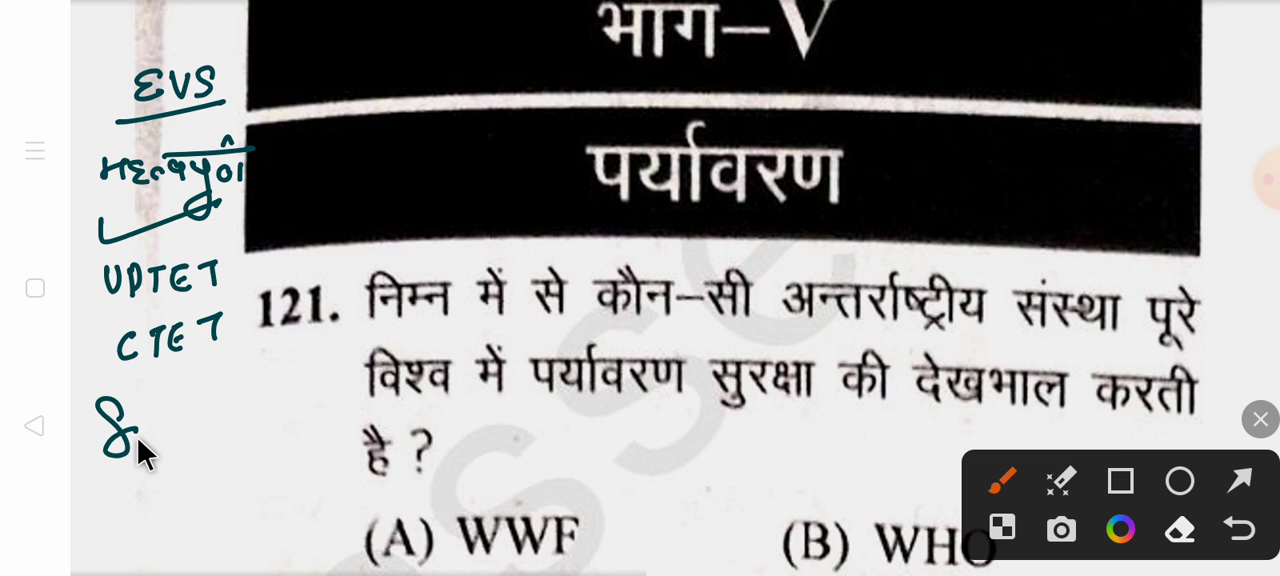 भाग–V
EVS
पर्यावरण
महत्वपूर्ण
UPTET
CTET
121. निम्न में से कौन–सी अन्तर्राष्ट्रीय संस्था पूरे
विश्व में पर्यावरण सुरक्षा की देखभाल करती
है ?
(A) WWF (B) WHO